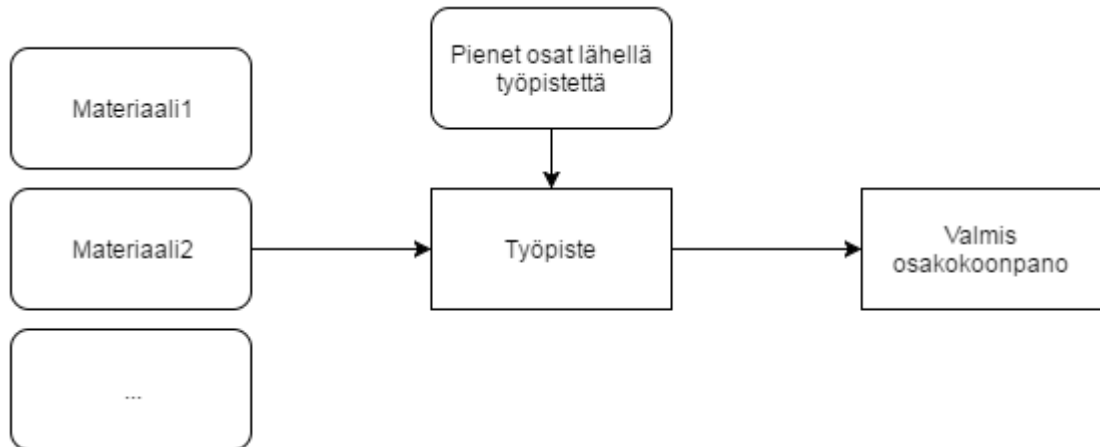 Pienet osat lähellä
työpistettä
Materiaali1
Materiaali2
Työpiste
Valmis
osakokoonpano
...